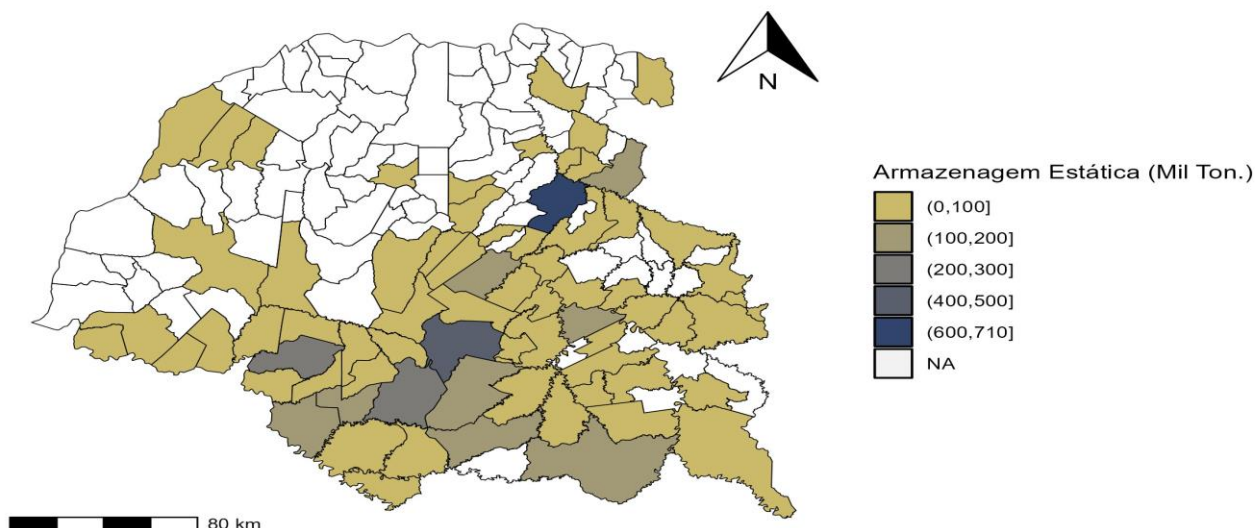 N
Armazenagem Estática (Mil Ton.)
(0,100]
(100,200]
(200,300]
(400,500]
(600,710]
NA
80 km